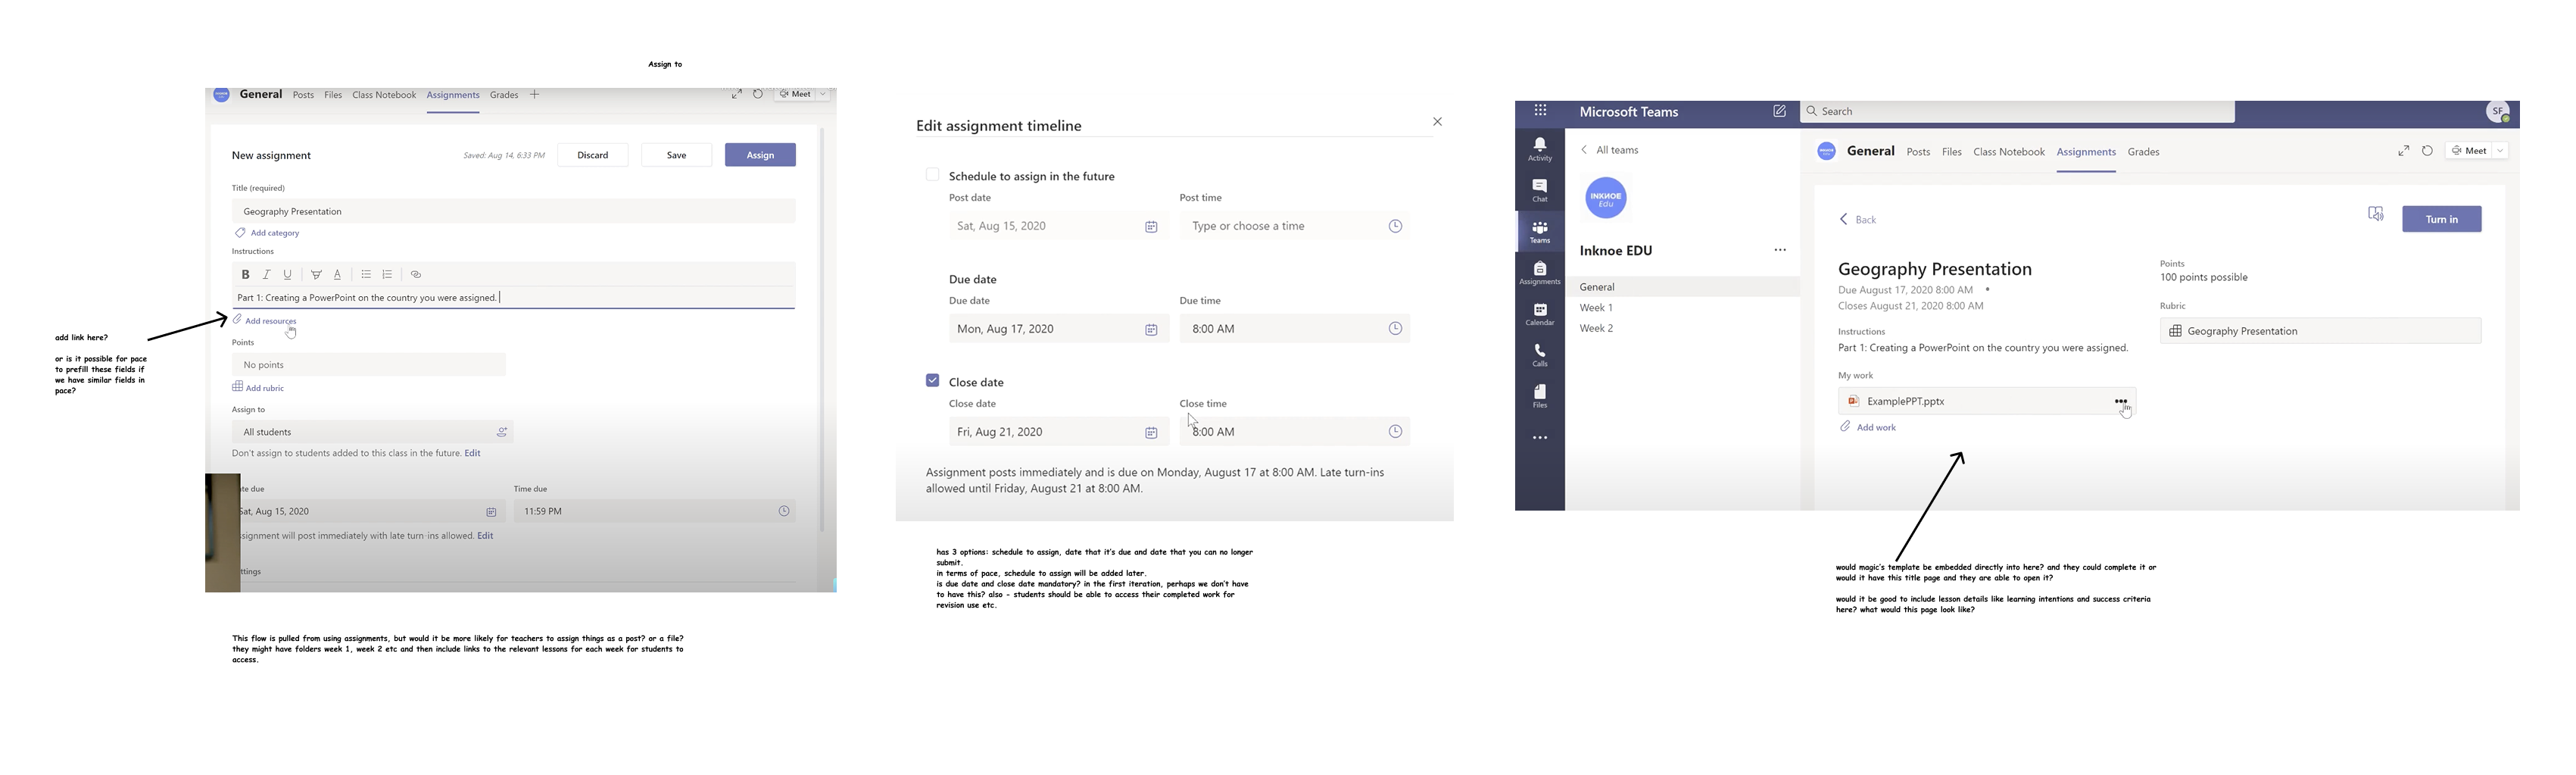 Assign to
General Posts Files Class Notebook Assignments Grades Meet
New assignment Saved: Aug 14, 6:33 PM Discard Save Assign
Title (required)
Geography Presentation
Add category
Instructions
B I U A
Part 1: Creating a PowerPoint on the country you were assigned.
Add resources
Points
No points
Add rubric
Assign to
All students
Don't assign to students added to this class in the future. Edit
ate due Time due
Sat, Aug 15, 2020 11:59 PM
ssignment will post immediately with late turn-ins allowed. Edit
ttings
add link here?
or is it possible for pace
to prefill these fields if
we have similar fields in
pace?
This flow is pulled from using assignments, but would it be more likely for teachers to assign things as a post? or a file?
they might have folders week 1, week 2 etc and then include links to the relevant lessons for each week for students to
access.
Edit assignment timeline
Schedule to assign in the future
Post date Post time
Sat, Aug 15, 2020 Type or choose a time
Due date
Due date Due time
Mon, Aug 17, 2020 8:00 AM
Close date
Close date Close time
Fri, Aug 21, 2020 8:00 AM
Assignment posts immediately and is due on Monday, August 17 at 8:00 AM. Late turn-ins
allowed until Friday, August 21 at 8:00 AM.
has 3 options: schedule to assign, date that it's due and date that you can no longer
submit.
in terms of pace, schedule to assign will be added later.
is due date and close date mandatory? in the first iteration, perhaps we don't have
to have this? also - students should be able to access their completed work for
revision use etc.
Microsoft Teams Search SF
Activity
Chat
Teams
Assignments
Calendar
Calls
Files
All teams
INKNOE
Edu
Inknoe EDU
General
Week 1
Week 2
General Posts Files Class Notebook Assignments Grades Meet
Back Turn in
Geography Presentation
Due August 17, 2020 8:00 AM
Closes August 21, 2020 8:00 AM
Instructions
Part 1: Creating a PowerPoint on the country you were assigned.
My work
ExamplePPT.pptx
Add work
Points
100 points possible
Rubric
Geography Presentation
would magic's template be embedded directly into here? and they could complete it or
would it have this title page and they are able to open it?
would it be good to include lesson details like learning intentions and success criteria
here? what would this page look like?